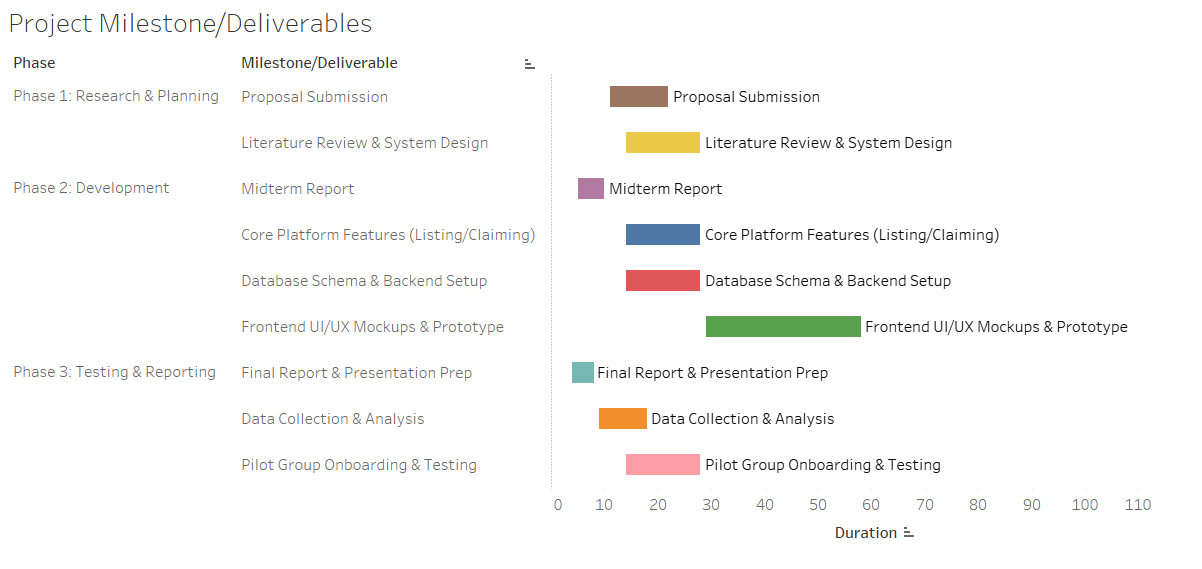 Project Milestone/Deliverables
Phase Milestone/Deliverable
Phase 1: Research & Planning Proposal Submission Proposal Submission
Literature Review & System Design Literature Review & System Design
Phase 2: Development Midterm Report Midterm Report
Core Platform Features (Listing/Claiming) Core Platform Features (Listing/Claiming)
Database Schema & Backend Setup Database Schema & Backend Setup
Frontend UI/UX Mockups & Prototype Frontend UI/UX Mockups & Prototype
Phase 3: Testing & Reporting Final Report & Presentation Prep Final Report & Presentation Prep
Data Collection & Analysis Data Collection & Analysis
Pilot Group Onboarding & Testing Pilot Group Onboarding & Testing
0 10 20 30 40 50 60 70 80 90 100 110
Duration